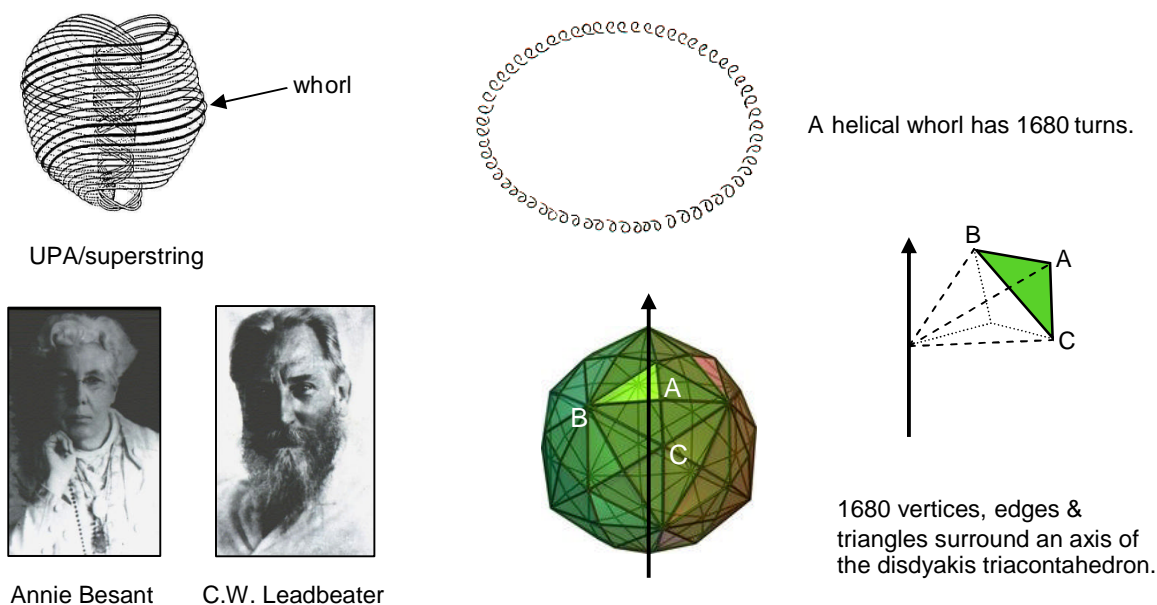 whorl
A helical whorl has 1680 turns.
UPA/superstring
B
A
C
A
B
C
1680 vertices, edges &
triangles surround an axis of
the disdyakis triacontahedron.
Annie Besant
C.W. Leadbeater